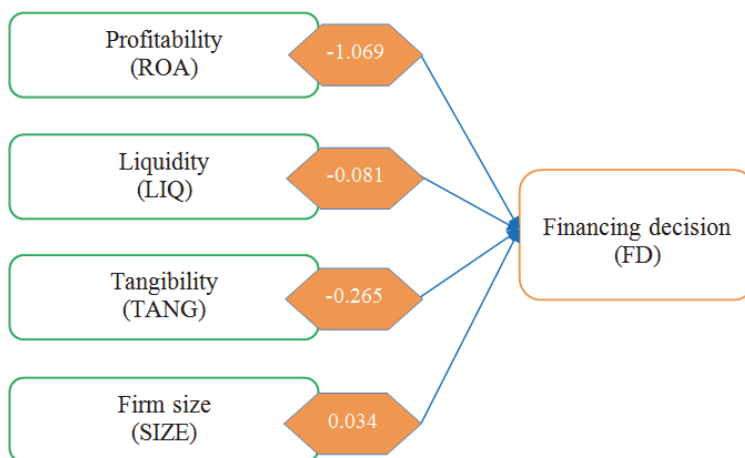 Profitability
(ROA)
-1.069
Liquidity
(LIQ)
-0.081
Tangibility
(TANG)
-0.265
Firm size
(SIZE)
0.034
Financing decision
(FD)